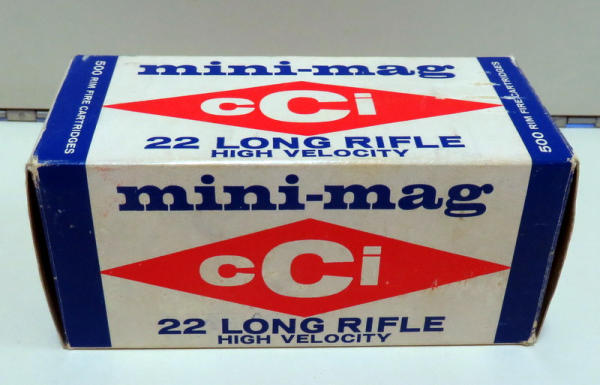 500 RIM FIRE CARTRIDGES
mini-mag
cCi
22 LONG RIFLE
HIGH VELOCITY
500 RIM FIRE CARTRIDGES
mini-mag
cCi
22 LONG RIFLE
HIGH VELOCITY